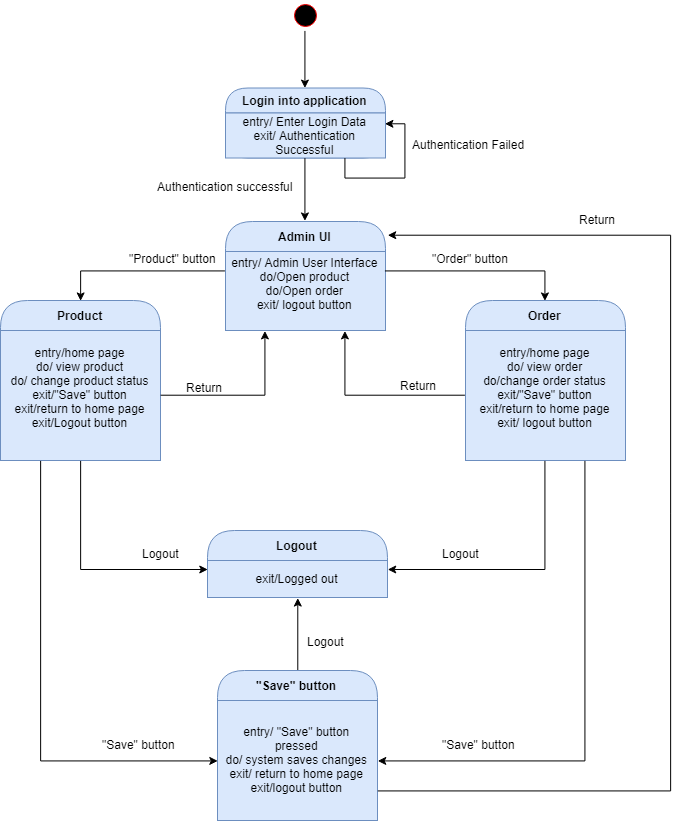 Login into application
entry/ Enter Login Data
exit/ Authentication
Successful
Authentication Failed
Authentication successful
Return
Admin UI
"Product" button
entry/ Admin User Interface
do/Open product
do/Open order
exit/ logout button
"Order" button
Product
entry/home page
do/ view product
do/ change product status
exit/"Save" button
exit/return to home page
exit/Logout button
Return
Return
Order
entry/home page
do/ view order
do/change order status
exit/"Save" button
exit/return to home page
exit/ logout button
Logout
Logout
exit/Logged out
Logout
Logout
"Save" button
entry/ "Save" button
pressed
do/ system saves changes
exit/ return to home page
exit/logout button
"Save" button
"Save" button